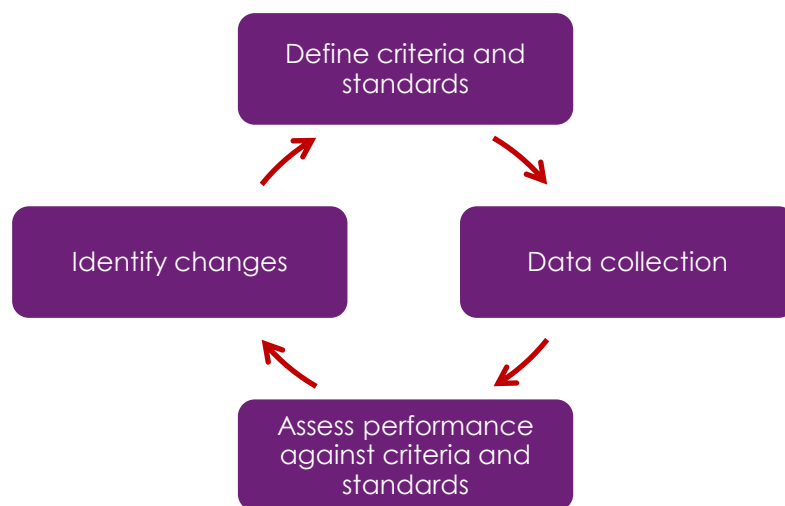 Define criteria and
standards
Identify changes
Data collection
Assess performance
against criteria and
standards